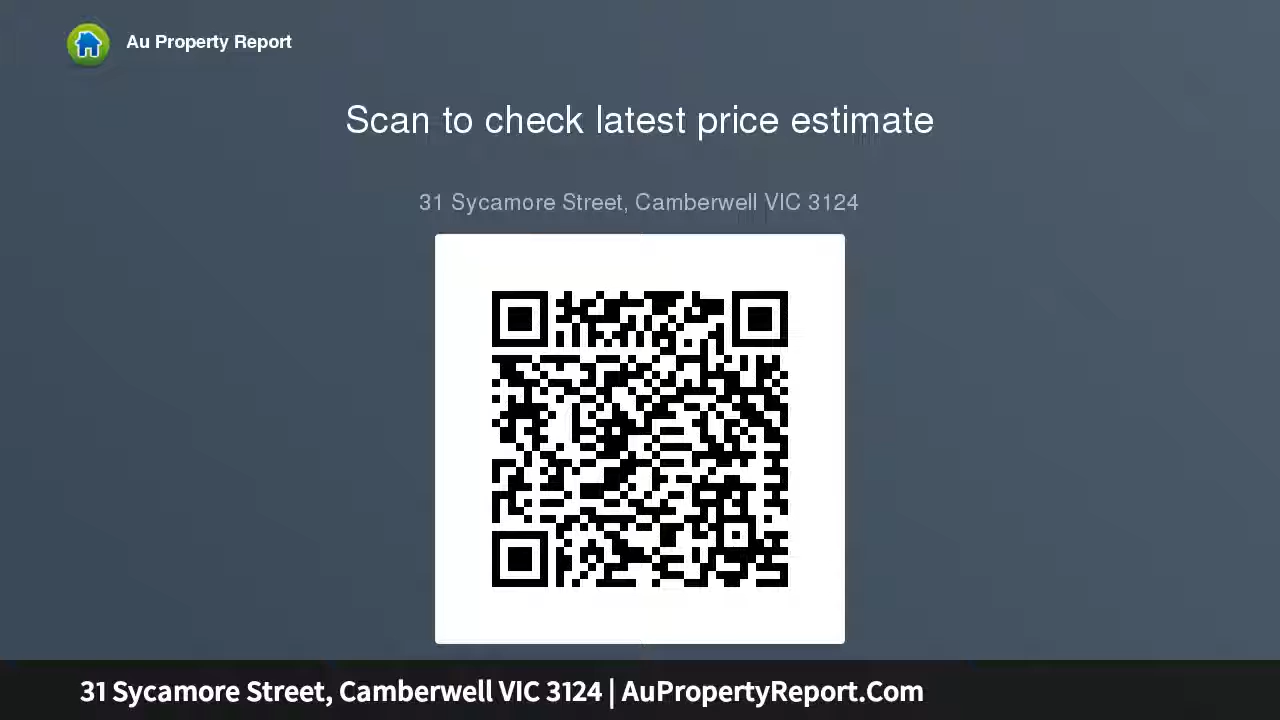 Au Property Report
Scan to check latest price estimate
31 Sycamore Street, Camberwell VIC 3124
31 Sycamore Street, Camberwell VIC 3124 | AuPropertyReport.Com